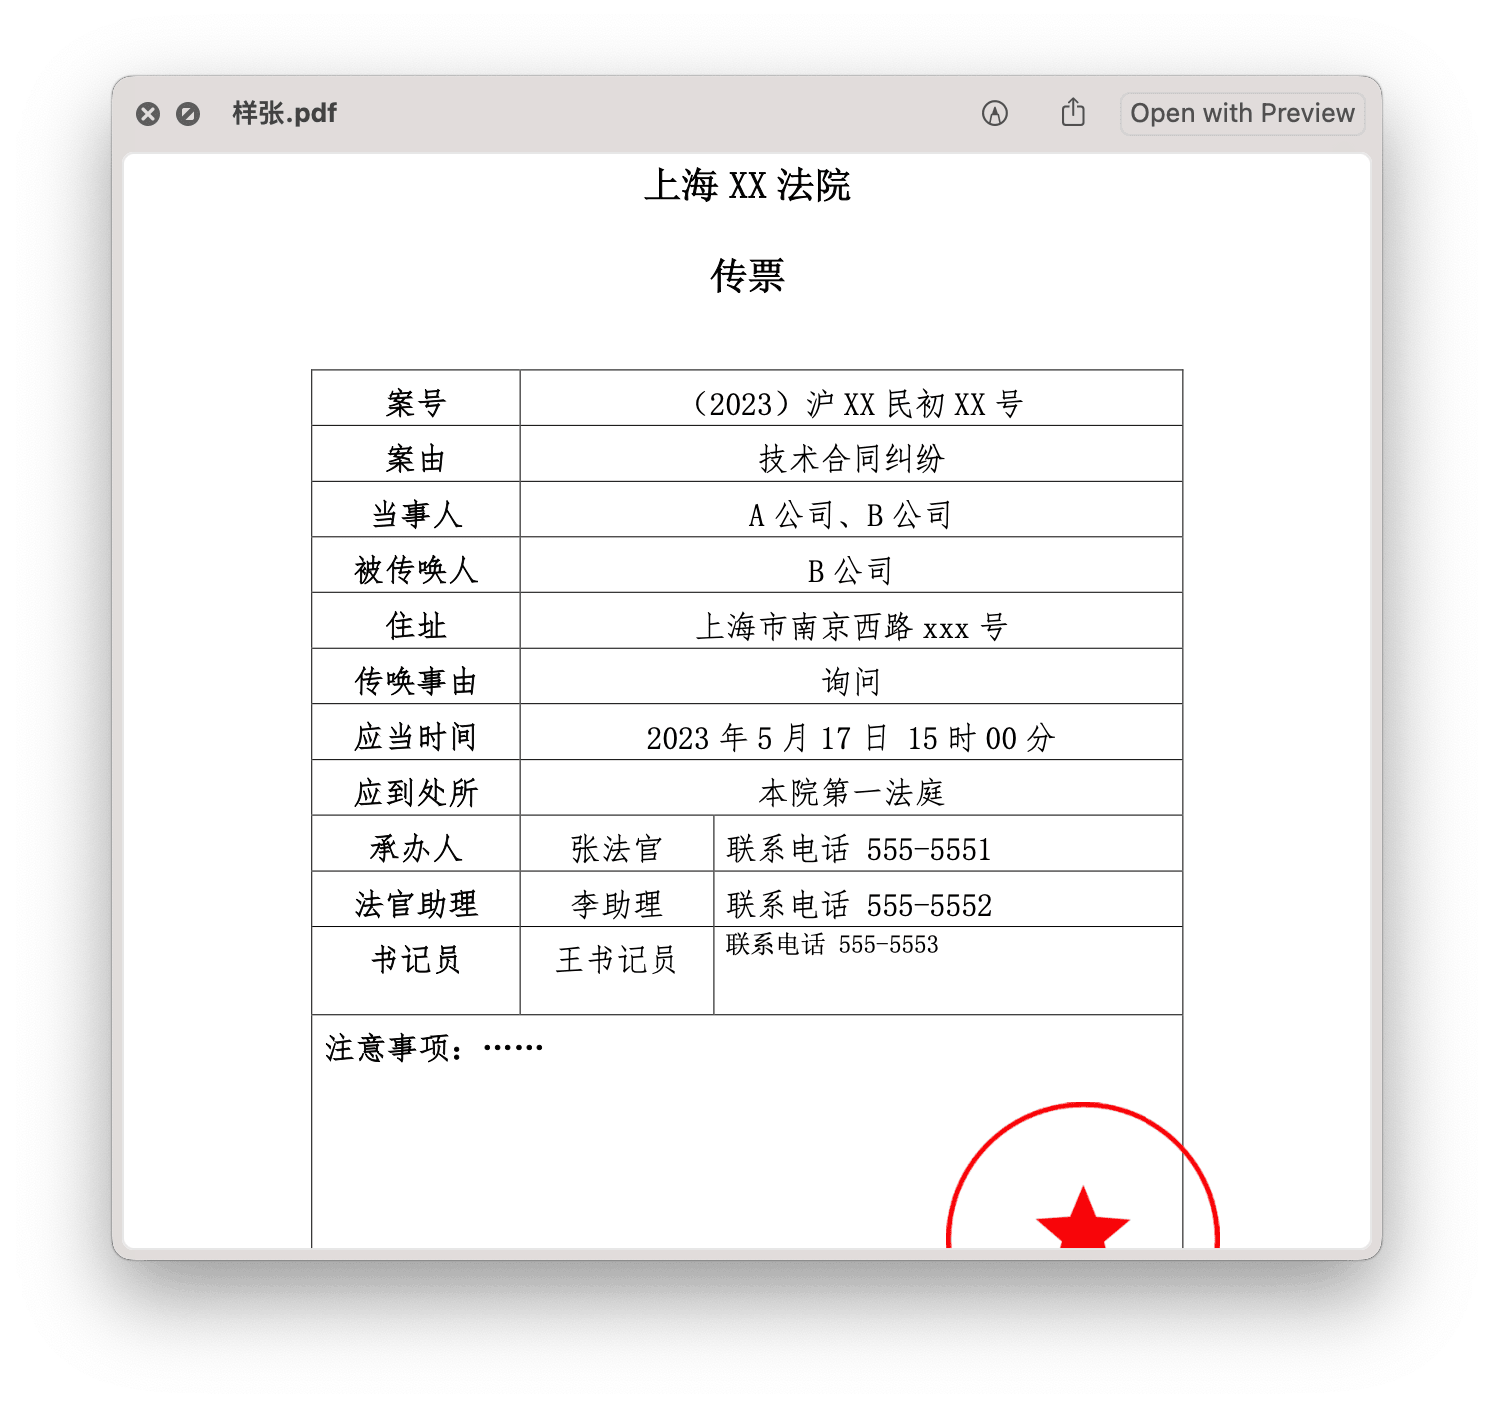 样张.pdf
Open with Preview
上海 XX 法院
传票
案号 （2023）沪 XX 民初 XX 号
案由 技术合同纠纷
当事人 A 公司、B 公司
被传唤人 B 公司
住址 上海市南京西路 xxx 号
传唤事由 询问
应当时间 2023 年 5 月 17 日 15 时 00 分
应到处所 本院第一法庭
承办人 张法官 联系电话 555-5551
法官助理 李助理 联系电话 555-5552
书记员 王书记员 联系电话 555-5553
注意事项：……